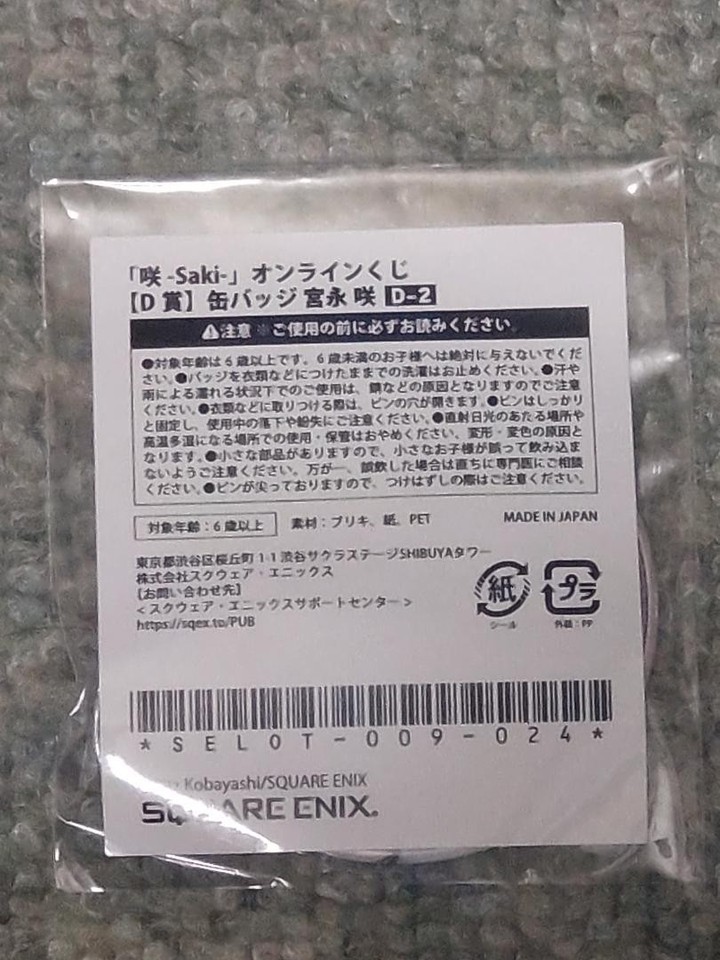 「咲 -Saki-」オンラインくじ
【D 賞】缶バッジ 宮永 咲 D-2
注意 ※ご使用の前に必ずお読みください。
●対象年齢は6歳以上です。6歳未満のお子様へは絶対に与えないでくだ
さい。●バッジを衣類などにつけたままでの洗濯はお止めください。●汗や
雨による濡れる状況下でのご使用は、錆などの原因となりますのでご注意
ください。●衣類などに取りつける際は、ピンの穴が開きます。●ピンはしっかり
と固定し、使用中の落下や紛失にご注意ください。●直射日光のあたる場所や
高温多湿になる場所での使用・保管はおやめください。変形・変色の原因と
なります。●小さな部品がありますので、小さなお子様が誤って飲み込ま
ないようご注意ください。万が一、誤飲した場合は直ちに専門医にご相談
ください。●ピンが尖っておりますので、つけはずしの際はご注意ください。
対象年齢：6歳以上 素材：ブリキ、紙、PET MADE IN JAPAN
東京都渋谷区桜丘町11渋谷サクラステージSHIBUYAタワー
株式会社スクウェア・エニックス
【お問い合わせ先】
＜スクウェア・エニックスサポートセンター＞
https://sqex.to/PUB
紙 プラ
シール 外装：PP
*SELOT-009-024*
Kobayashi/SQUARE ENIX
SQUARE ENIX.